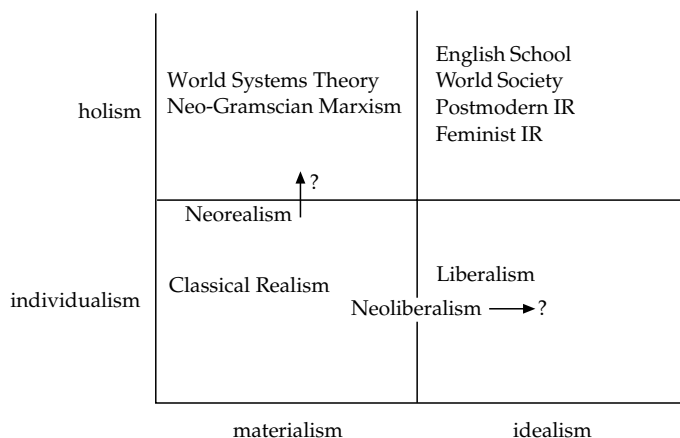 English School
World Systems Theory
World Society
holism
Neo-Gramscian Marxism
Postmodern IR
Feminist IR
?
Neorealism
Liberalism
Classical Realism
individualism
Neoliberalism
?
materialism
idealism